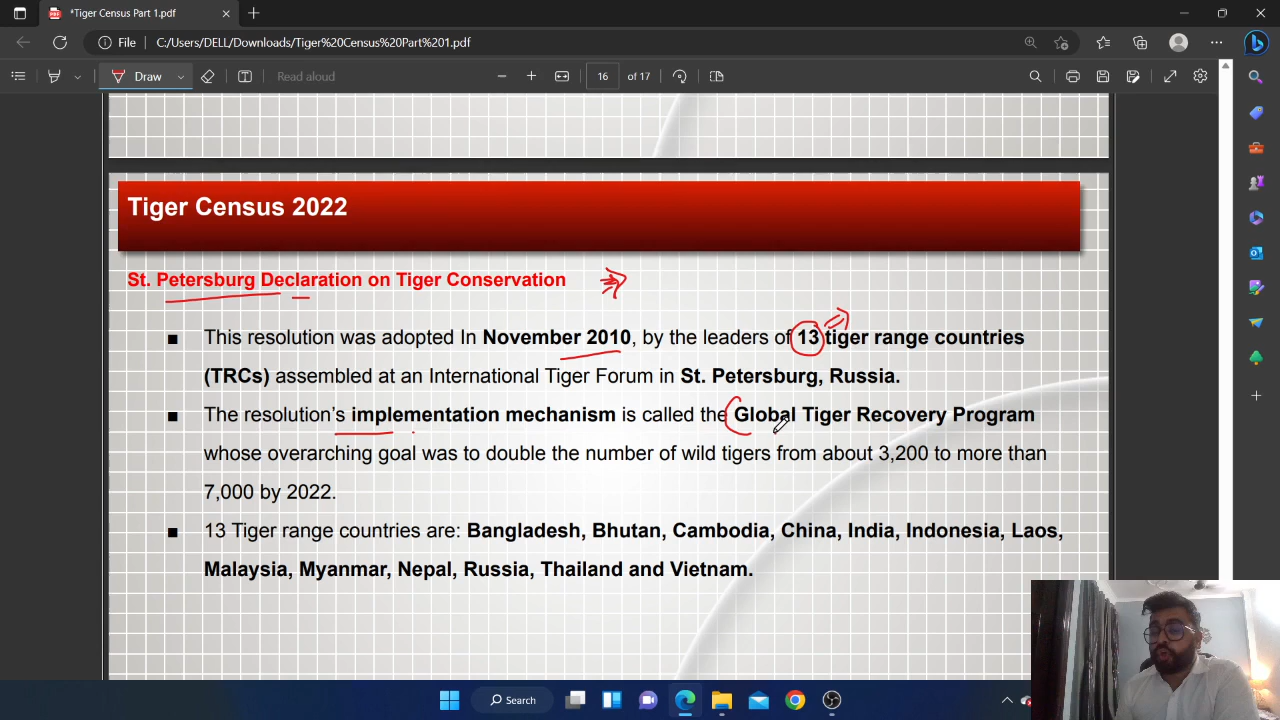 *Tiger Census Part 1.pdf
File
C:/Users/DELL/Downloads/Tiger%20Census%20Part%201.pdf
Draw
Read aloud
16 of 17
Tiger Census 2022
St. Petersburg Declaration on Tiger Conservation
This resolution was adopted In November 2010, by the leaders of 13 tiger range countries
(TRCs) assembled at an International Tiger Forum in St. Petersburg, Russia.
The resolution's implementation mechanism is called the Global Tiger Recovery Program
whose overarching goal was to double the number of wild tigers from about 3,200 to more than
7,000 by 2022.
13 Tiger range countries are: Bangladesh, Bhutan, Cambodia, China, India, Indonesia, Laos,
Malaysia, Myanmar, Nepal, Russia, Thailand and Vietnam.
Search